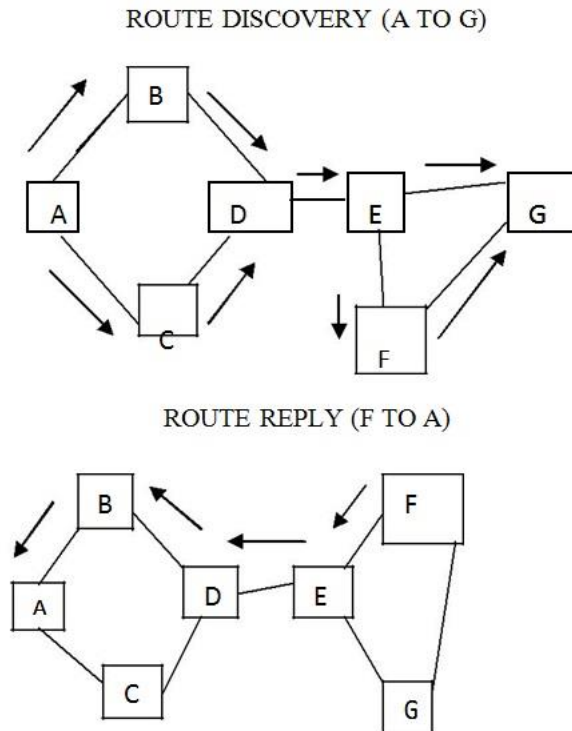 ROUTE DISCOVERY (A TO G)
B
A
D
E
G
C
F
ROUTE REPLY (F TO A)
B
F
A
D
E
C
G